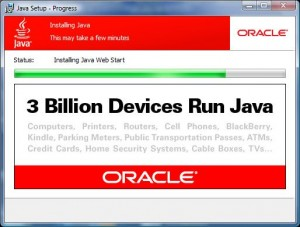 Java Setup - Progress
Java
Installing Java
This may take a few minutes
ORACLE
Status: Installing Java Web Start
3 Billion Devices Run Java
Computers, Printers, Routers, Cell Phones, BlackBerry,
Kindle, Parking Meters, Public Transportation Passes, ATMs,
Credit Cards, Home Security Systems, Cable Boxes, TVs...
ORACLE